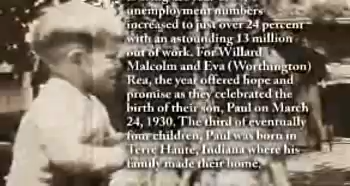 unemployment numbers
increased to just over 24 percent
with an astounding 13 million
out of work. For Willard
Malcolm and Eva (Worthington)
Rea, the year offered hope and
promise as they celebrated the
birth of their son, Paul on March
24, 1930. The third of eventually
four children, Paul was born in
Terre Haute, Indiana where his
family made their home.